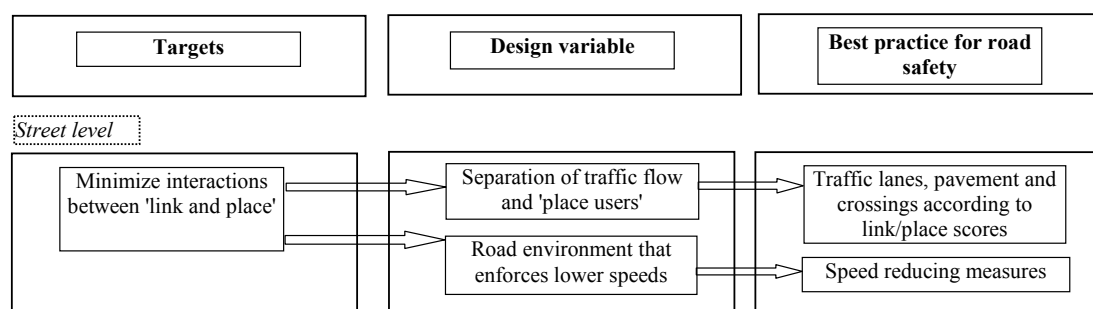 Targets
Design variable
Best practice for road
safety
Street level
Minimize interactions
between 'link and place'
Separation of traffic flow
and 'place users'
Traffic lanes, pavement and
crossings according to
link/place scores
Road environment that
enforces lower speeds
Speed reducing measures